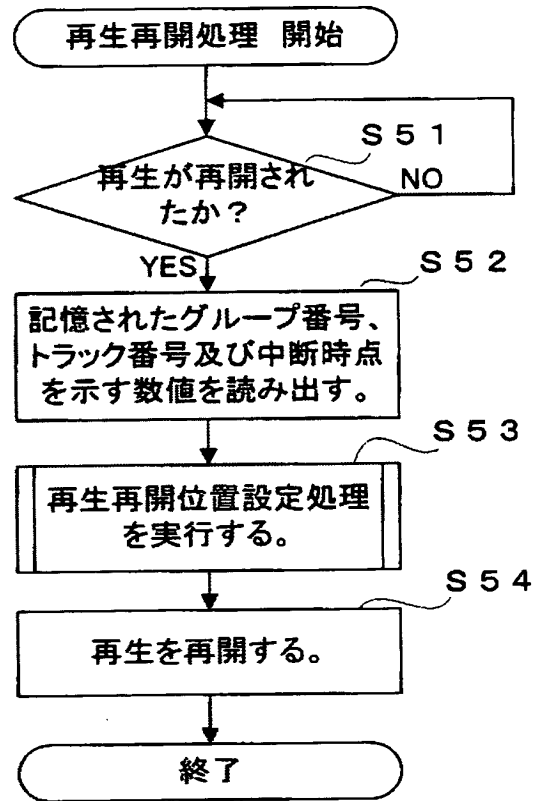 再生再開処理 開始
S51
再生が再開され
たか?
NO
YES
S52
記憶されたグループ番号、
トラック番号及び中断時点
を示す数値を読み出す。
S53
再生再開位置設定処理
を実行する。
S54
再生を再開する。
終了